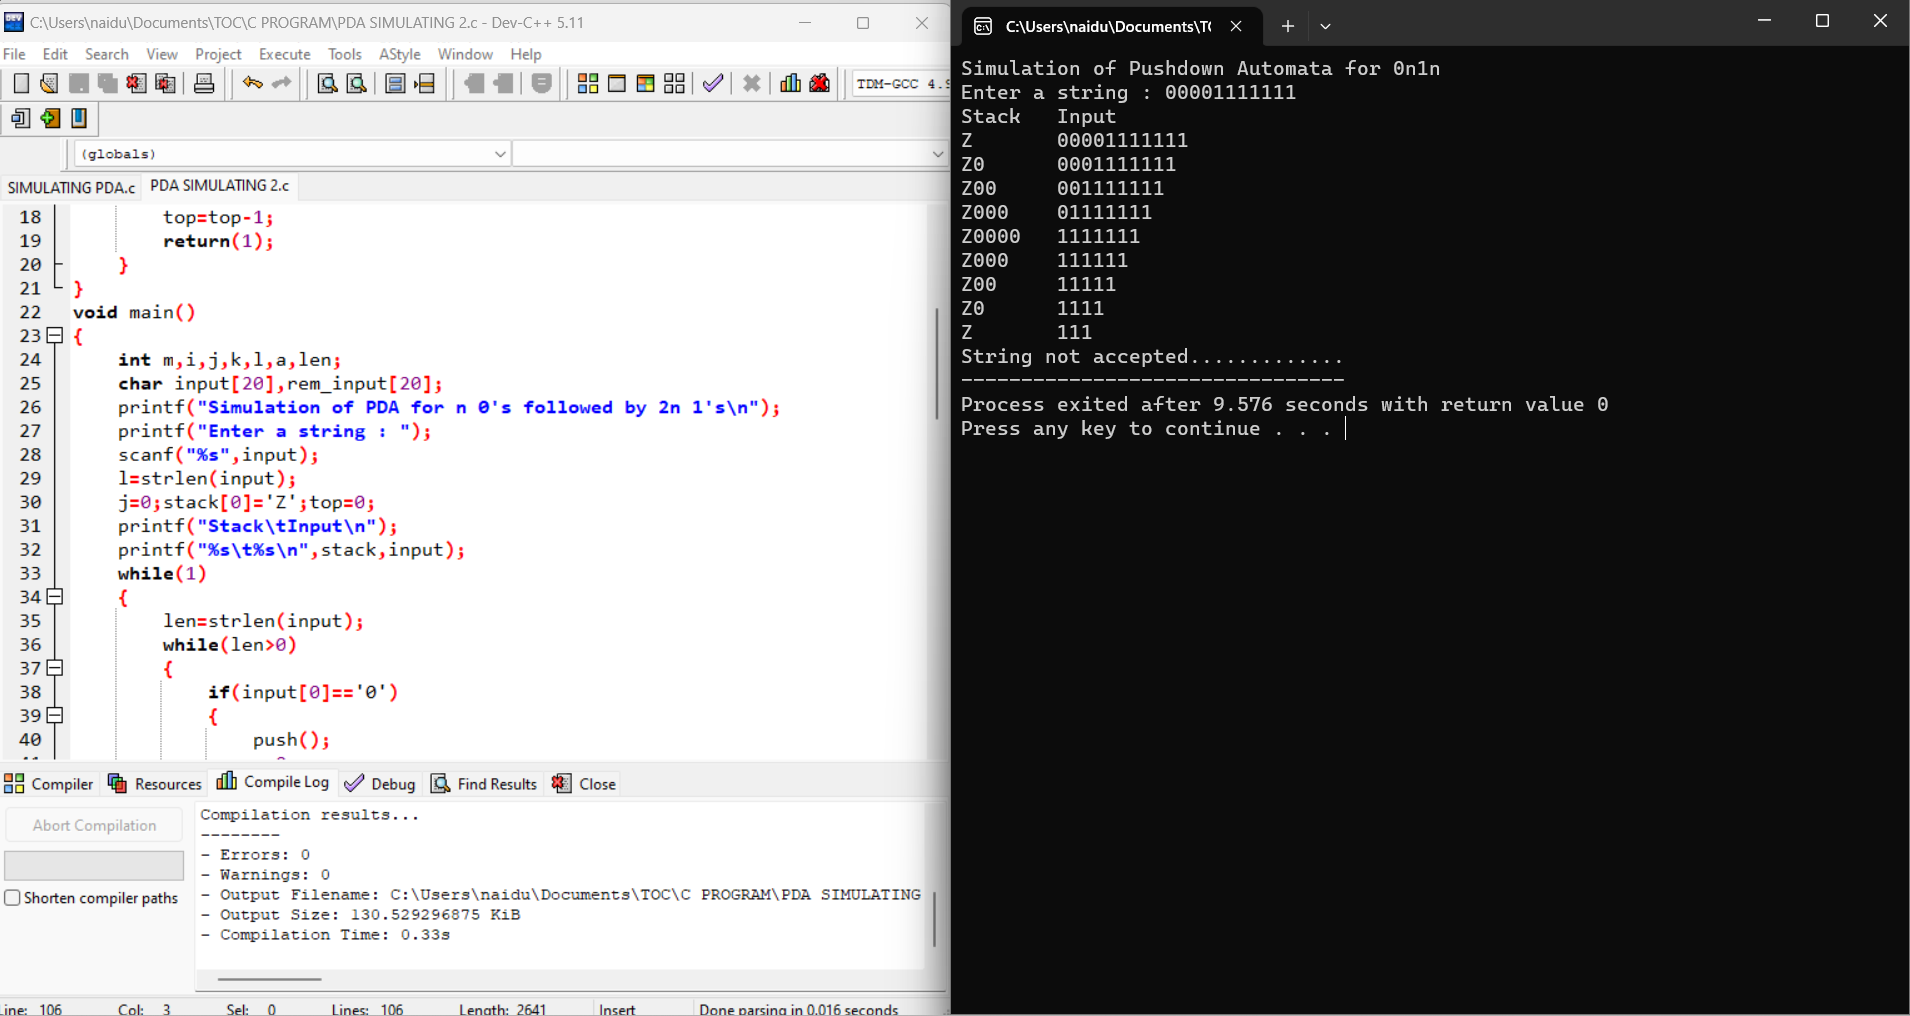 C:\Users\naidu\Documents\TOC\C PROGRAM\PDA SIMULATING 2.c - Dev-C++ 5.11
File Edit Search View Project Execute Tools AStyle Window Help
TDM-GCC 4.9
(globals)
SIMULATING PDA.c PDA SIMULATING 2.c
18 top=top-1;
19 return(1);
20 }
21 }
22 void main()
23 {
24 int m,i,j,k,l,a,len;
25 char input[20],rem_input[20];
26 printf("Simulation of PDA for n 0's followed by 2n 1's\n");
27 printf("Enter a string : ");
28 scanf("%s",input);
29 l=strlen(input);
30 j=0;stack[0]='Z';top=0;
31 printf("Stack\tInput\n");
32 printf("%s\t%s\n",stack,input);
33 while(1)
34 {
35 len=strlen(input);
36 while(len>0)
37 {
38 if(input[0]=='0')
39 {
40 push();
Compiler Resources Compile Log Debug Find Results Close
Abort Compilation
Shorten compiler paths
Compilation results...
--------
- Errors: 0
- Warnings: 0
- Output Filename: C:\Users\naidu\Documents\TOC\C PROGRAM\PDA SIMULATING
- Output Size: 130.529296875 KiB
- Compilation Time: 0.33s
Line: 106 Col: 3 Sel: 0 Lines: 106 Length: 2641 Insert Done parsing in 0.016 seconds
C:\Users\naidu\Documents\T
Simulation of Pushdown Automata for 0n1n
Enter a string : 00001111111
Stack Input
Z 00001111111
Z0 0001111111
Z00 001111111
Z000 01111111
Z0000 1111111
Z000 111111
Z00 11111
Z0 1111
Z 111
String not accepted.............
--------------------------------
Process exited after 9.576 seconds with return value 0
Press any key to continue . . .